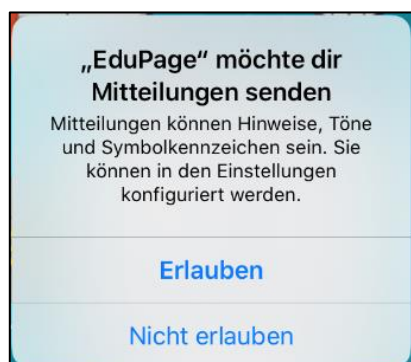 „EduPage“ möchte dir
Mitteilungen senden
Mitteilungen können Hinweise, Töne
und Symbolkennzeichen sein. Sie
können in den Einstellungen
konfiguriert werden.
Erlauben
Nicht erlauben